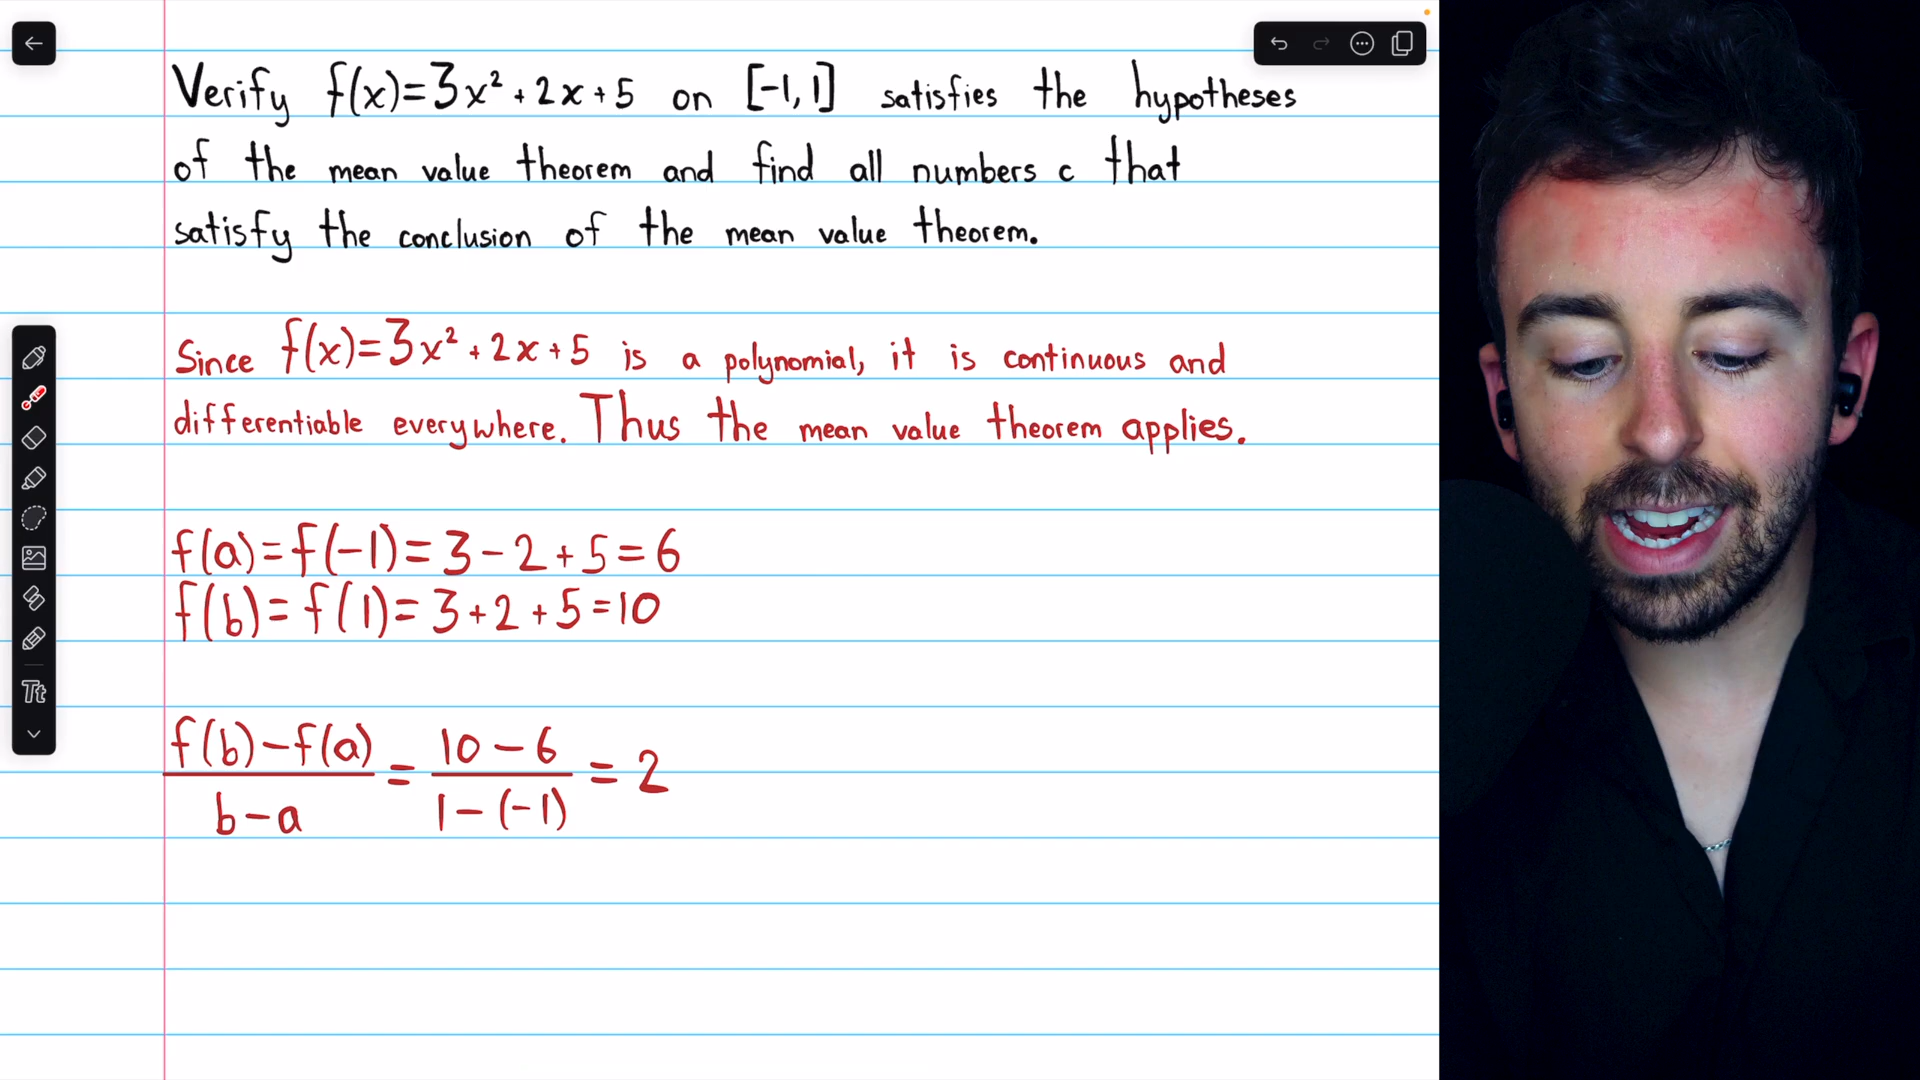 Verify f(x)=3x²+2x+5 on [-1,1] satisfies the hypotheses
of the mean value theorem and find all numbers c that
satisfy the conclusion of the mean value theorem.
Since f(x)=3x²+2x+5 is a polynomial, it is continuous and
differentiable everywhere. Thus the mean value theorem applies.
f(a)=f(-1)=3-2+5=6
f(b)=f(1)=3+2+5=10
f(b)-f(a) / b-a = 10-6 / 1-(-1) = 2
Tt